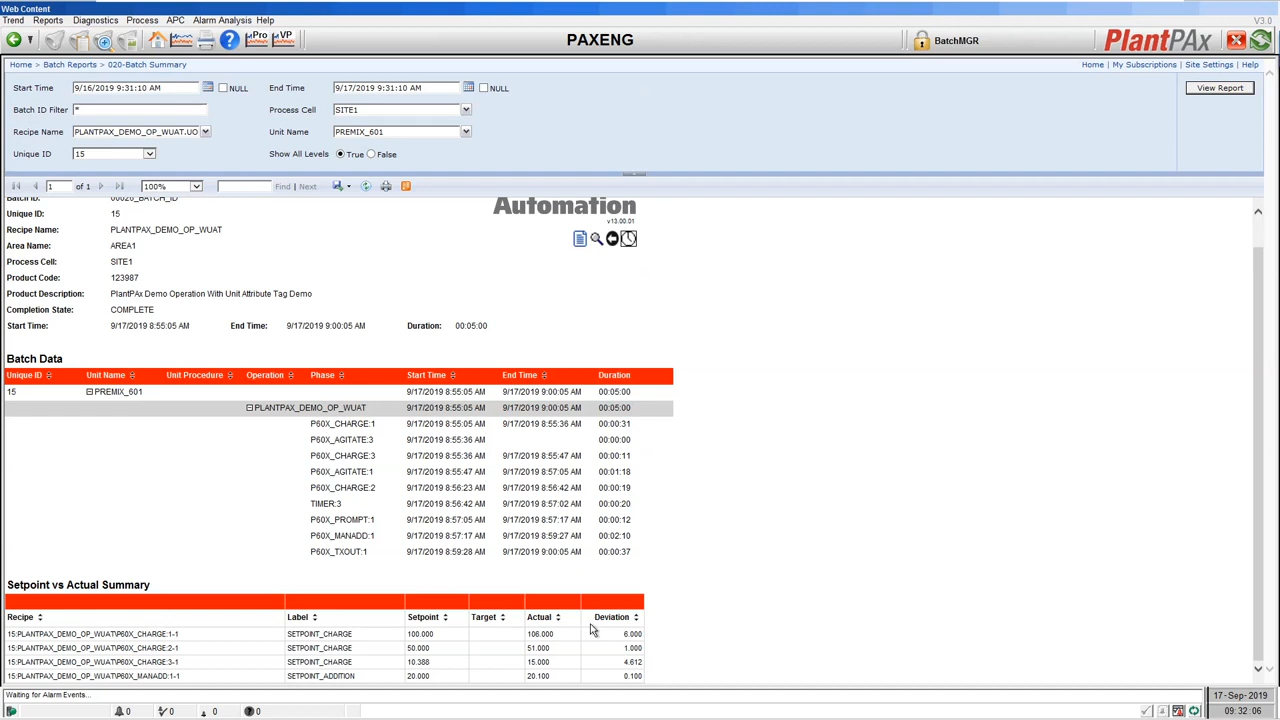 Web Content
Trend Reports Diagnostics Process APC Alarm Analysis Help V3.0
Pro VP PAXENG BatchMGR PlantPAx
Home > Batch Reports > 020-Batch Summary Home | My Subscriptions | Site Settings | Help
Start Time 9/16/2019 9:31:10 AM NULL End Time 9/17/2019 9:31:10 AM NULL View Report
Batch ID Filter * Process Cell SITE1
Recipe Name PLANTPAX_DEMO_OP_WUAT.UO Unit Name PREMIX_601
Unique ID 15 Show All Levels True False
1 of 1 100% Find | Next
Batch ID: 00020_BATCH_ID Automation
Unique ID: 15 v13.00.01
Recipe Name: PLANTPAX_DEMO_OP_WUAT
Area Name: AREA1
Process Cell: SITE1
Product Code: 123987
Product Description: PlantPAx Demo Operation With Unit Attribute Tag Demo
Completion State: COMPLETE
Start Time: 9/17/2019 8:55:05 AM End Time: 9/17/2019 9:00:05 AM Duration: 00:05:00
Batch Data
Unique ID Unit Name Unit Procedure Operation Phase Start Time End Time Duration
15 PREMIX_601 9/17/2019 8:55:05 AM 9/17/2019 9:00:05 AM 00:05:00
PLANTPAX_DEMO_OP_WUAT 9/17/2019 8:55:05 AM 9/17/2019 9:00:05 AM 00:05:00
P60X_CHARGE:1 9/17/2019 8:55:05 AM 9/17/2019 8:55:36 AM 00:00:31
P60X_AGITATE:3 9/17/2019 8:55:36 AM 00:00:00
P60X_CHARGE:3 9/17/2019 8:55:36 AM 9/17/2019 8:55:47 AM 00:00:11
P60X_AGITATE:1 9/17/2019 8:55:47 AM 9/17/2019 8:57:05 AM 00:01:18
P60X_CHARGE:2 9/17/2019 8:56:23 AM 9/17/2019 8:56:42 AM 00:00:19
TIMER:3 9/17/2019 8:56:42 AM 9/17/2019 8:57:02 AM 00:00:20
P60X_PROMPT:1 9/17/2019 8:57:05 AM 9/17/2019 8:57:17 AM 00:00:12
P60X_MANADD:1 9/17/2019 8:57:17 AM 9/17/2019 8:59:27 AM 00:02:10
P60X_TXOUT:1 9/17/2019 8:59:28 AM 9/17/2019 9:00:05 AM 00:00:37
Setpoint vs Actual Summary
Recipe Label Setpoint Target Actual Deviation
15:PLANTPAX_DEMO_OP_WUAT\P60X_CHARGE:1-1 SETPOINT_CHARGE 100.000 106.000 6.000
15:PLANTPAX_DEMO_OP_WUAT\P60X_CHARGE:2-1 SETPOINT_CHARGE 50.000 51.000 1.000
15:PLANTPAX_DEMO_OP_WUAT\P60X_CHARGE:3-1 SETPOINT_CHARGE 10.388 15.000 4.612
15:PLANTPAX_DEMO_OP_WUAT\P60X_MANADD:1-1 SETPOINT_ADDITION 20.000 20.100 0.100
Waiting for Alarm Events... 17-Sep-2019
0 0 0 0 09:32:06